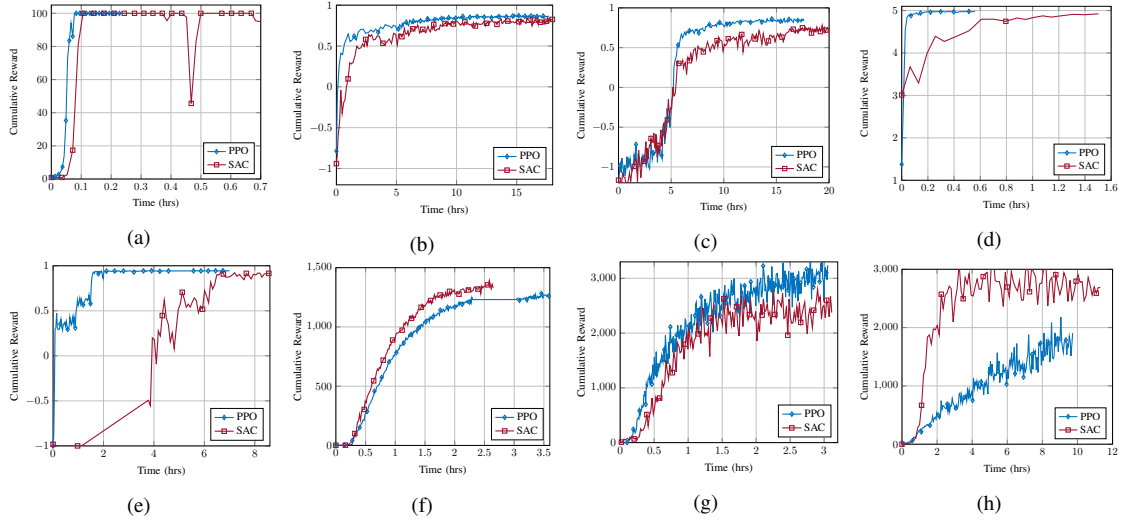 100
80
60
40
20
0
Cumulative Reward
PPO
SAC
0 0.1 0.2 0.3 0.4 0.5 0.6 0.7
Time (hrs)
(a)
1
0.5
0
−0.5
−1
Cumulative Reward
PPO
SAC
0 5 10 15
Time (hrs)
(b)
1
0.5
0
−0.5
−1
Cumulative Reward
PPO
SAC
0 5 10 15 20
Time (hrs)
(c)
5
4
3
2
1
Cumulative Reward
PPO
SAC
0 0.2 0.4 0.6 0.8 1 1.2 1.4 1.6
Time (hrs)
(d)
1
0.5
0
−0.5
−1
Cumulative Reward
PPO
SAC
0 2 4 6 8
Time (hrs)
(e)
1,500
1,000
500
0
Cumulative Reward
PPO
SAC
0 0.5 1 1.5 2 2.5 3 3.5
Time (hrs)
(f)
3,000
2,000
1,000
0
Cumulative Reward
PPO
SAC
0 0.5 1 1.5 2 2.5 3
Time (hrs)
(g)
3,000
2,000
1,000
0
Cumulative Reward
PPO
SAC
0 2 4 6 8 10 12
Time (hrs)
(h)